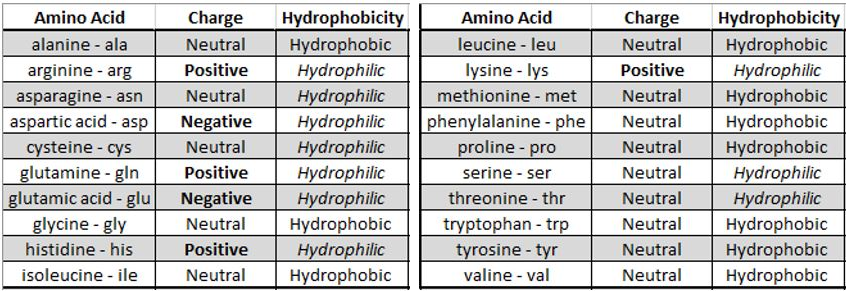 Amino Acid Charge Hydrophobicity
alanine - ala Neutral Hydrophobic
arginine - arg Positive Hydrophilic
asparagine - asn Neutral Hydrophilic
aspartic acid - asp Negative Hydrophilic
cysteine - cys Neutral Hydrophilic
glutamine - gln Positive Hydrophilic
glutamic acid - glu Negative Hydrophilic
glycine - gly Neutral Hydrophobic
histidine - his Positive Hydrophilic
isoleucine - ile Neutral Hydrophobic
Amino Acid Charge Hydrophobicity
leucine - leu Neutral Hydrophobic
lysine - lys Positive Hydrophilic
methionine - met Neutral Hydrophobic
phenylalanine - phe Neutral Hydrophobic
proline - pro Neutral Hydrophobic
serine - ser Neutral Hydrophilic
threonine - thr Neutral Hydrophilic
tryptophan - trp Neutral Hydrophobic
tyrosine - tyr Neutral Hydrophobic
valine - val Neutral Hydrophobic